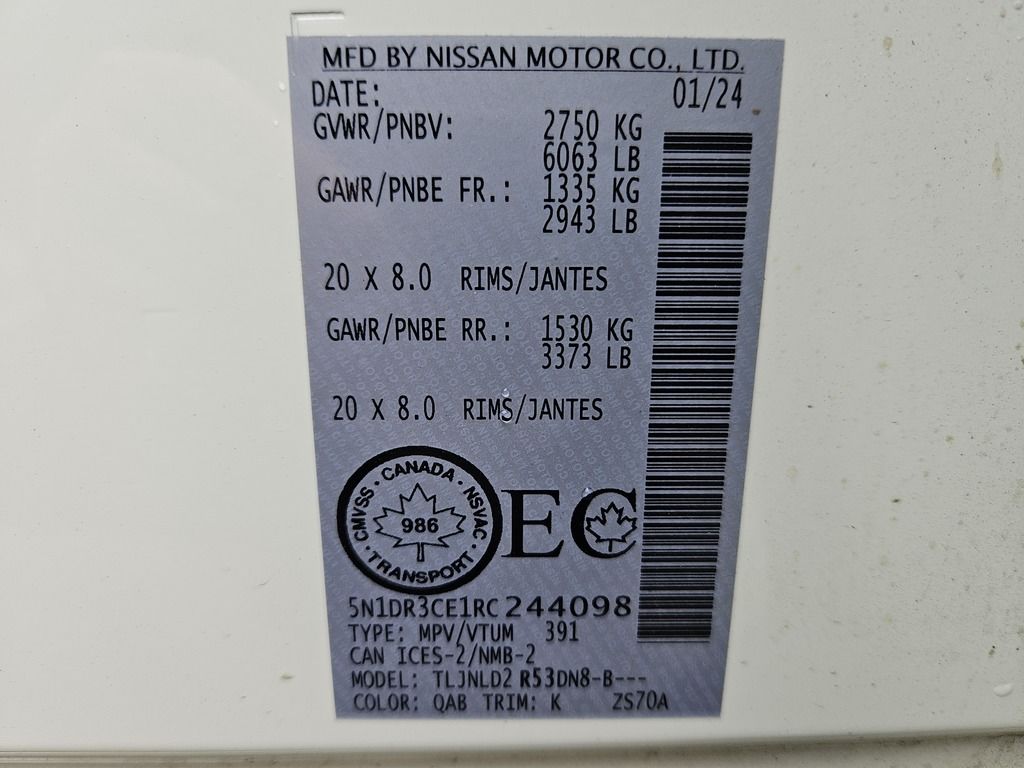 MFD BY NISSAN MOTOR CO., LTD.
DATE: 01/24
GVWR/PNBV: 2750 KG
6063 LB
GAWR/PNBE FR.: 1335 KG
2943 LB
20 X 8.0 RIMS/JANTES
GAWR/PNBE RR.: 1530 KG
3373 LB
20 X 8.0 RIMS/JANTES
CANADA · NSVAC · TRANSPORT · CMVSS ·
986
EC
5N1DR3CE1RC244098
TYPE: MPV/VTUM 391
CAN ICES-2/NMB-2
MODEL: TLJNLD2 R53DN8-B---
COLOR: QAB TRIM: K ZS70A